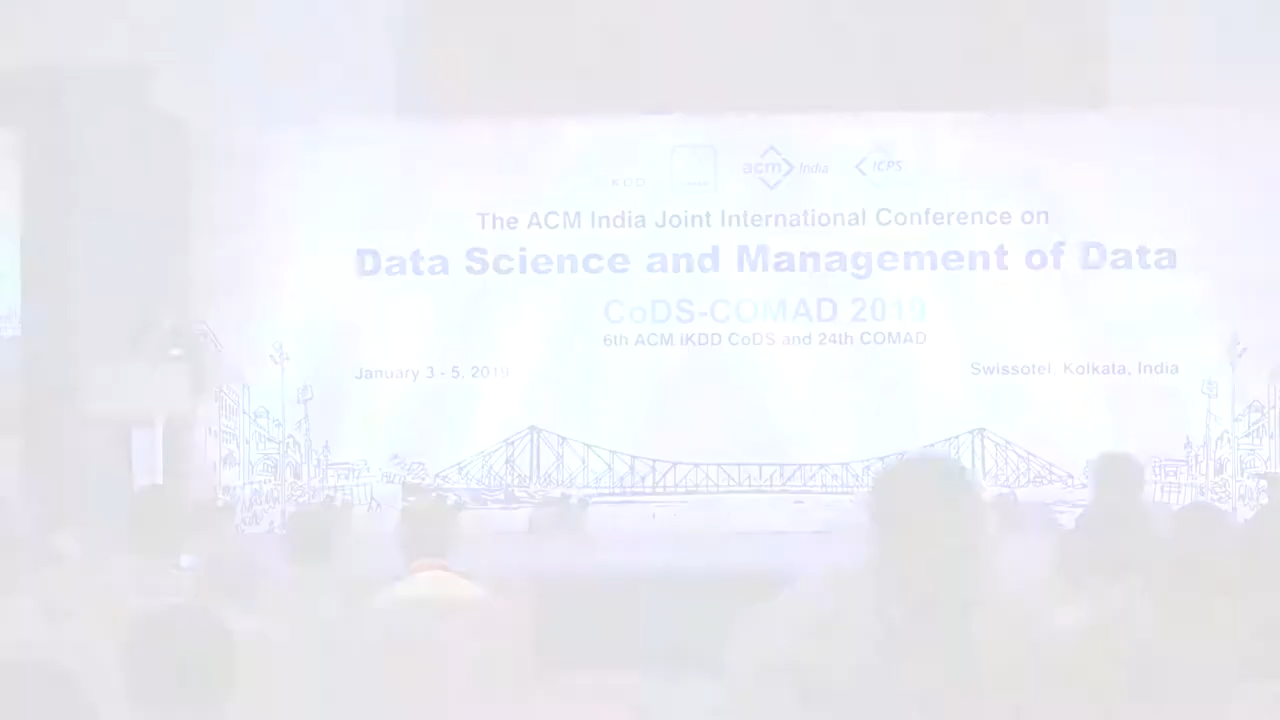 KDD acm India ICPS
The ACM India Joint International Conference on
Data Science and Management of Data
CoDS-COMAD 2019
6th ACM iKDD CoDS and 24th COMAD
January 3 - 5, 2019
Swissotel, Kolkata, India